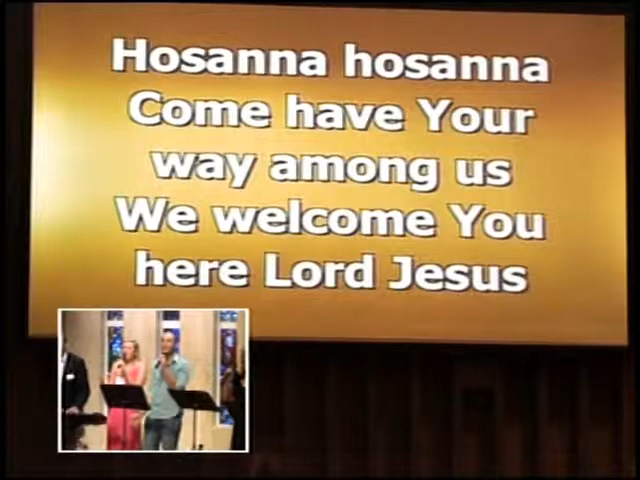 Hosanna hosanna
Come have Your
way among us
We welcome You
here Lord Jesus